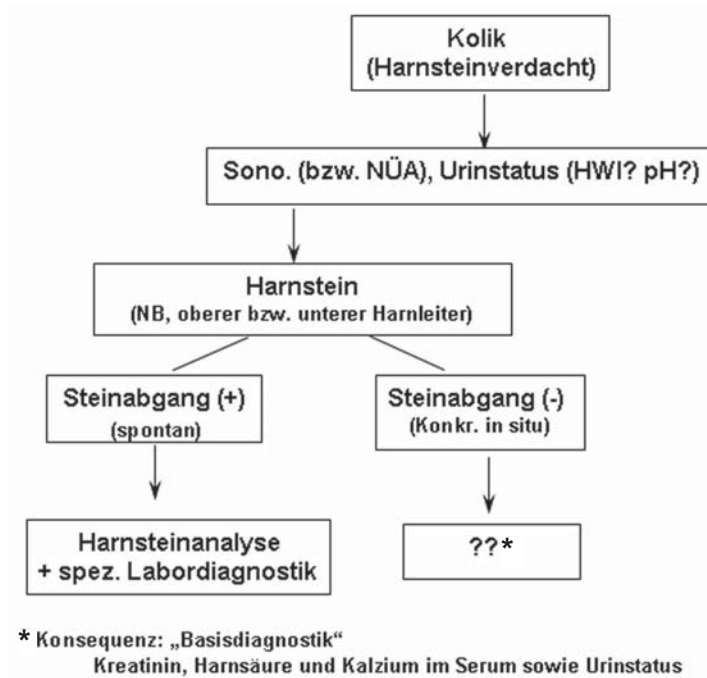 Kolik
(Harnsteinverdacht)
Sono. (bzw. NÜA), Urinstatus (HWI? pH?)
Harnstein
(NB, oberer bzw. unterer Harnleiter)
Steinabgang (+)
(spontan)
Steinabgang (-)
(Konkr. in situ)
Harnsteinanalyse
+ spez. Labordiagnostik
??*
* Konsequenz: „Basisdiagnostik“
Kreatinin, Harnsäure und Kalzium im Serum sowie Urinstatus